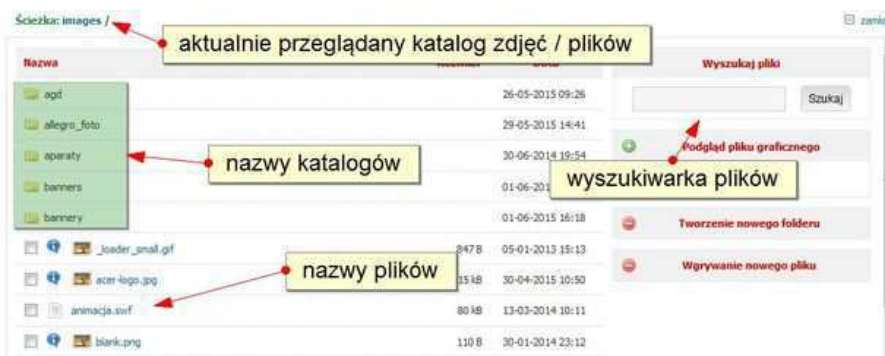 Ścieżka: images /
aktualnie przeglądany katalog zdjęć / plików
Nazwa
Wyszukaj pliki
agd 26-05-2015 09:26
Szukaj
allegro_foto 29-05-2015 14:41
Podgląd pliku graficznego
aparaty 30-06-2014 19:54
nazwy katalogów
wyszukiwarka plików
banners 01-06-201
bannery 01-06-2015 16:18
Tworzenie nowego folderu
_loader_small.gif 847 B 05-01-2013 15:13
Wgrywanie nowego pliku
nazwy plików
acer-logo.jpg 15 kB 30-04-2015 10:50
animacja.swf 80 kB 13-03-2014 10:11
blank.png 110 B 30-01-2014 23:12